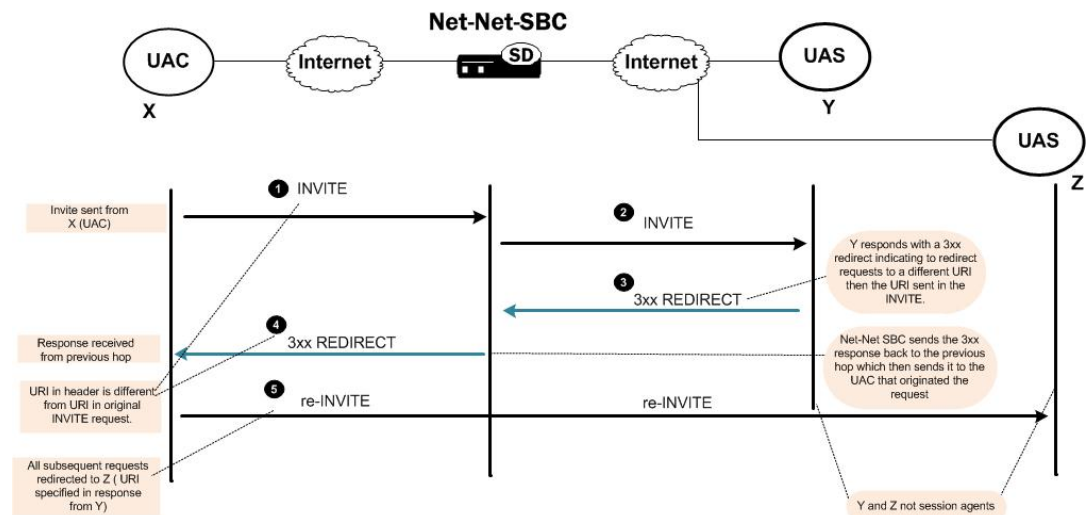 Net-Net-SBC
UAC
Internet
SD
Internet
UAS
X
Y
UAS
Z
1 INVITE
Invite sent from
X (UAC)
2 INVITE
Y responds with a 3xx
redirect indicating to redirect
requests to a different URI
then the URI sent in the
INVITE.
3
3xx REDIRECT
4
3xx REDIRECT
Response received
from previous hop
Net-Net SBC sends the 3xx
response back to the previous
hop which then sends it to the
UAC that originated the
request
URI in header is different
from URI in original
INVITE request.
5
re-INVITE
re-INVITE
All subsequent requests
redirected to Z ( URI
specified in response
from Y)
Y and Z not session agents